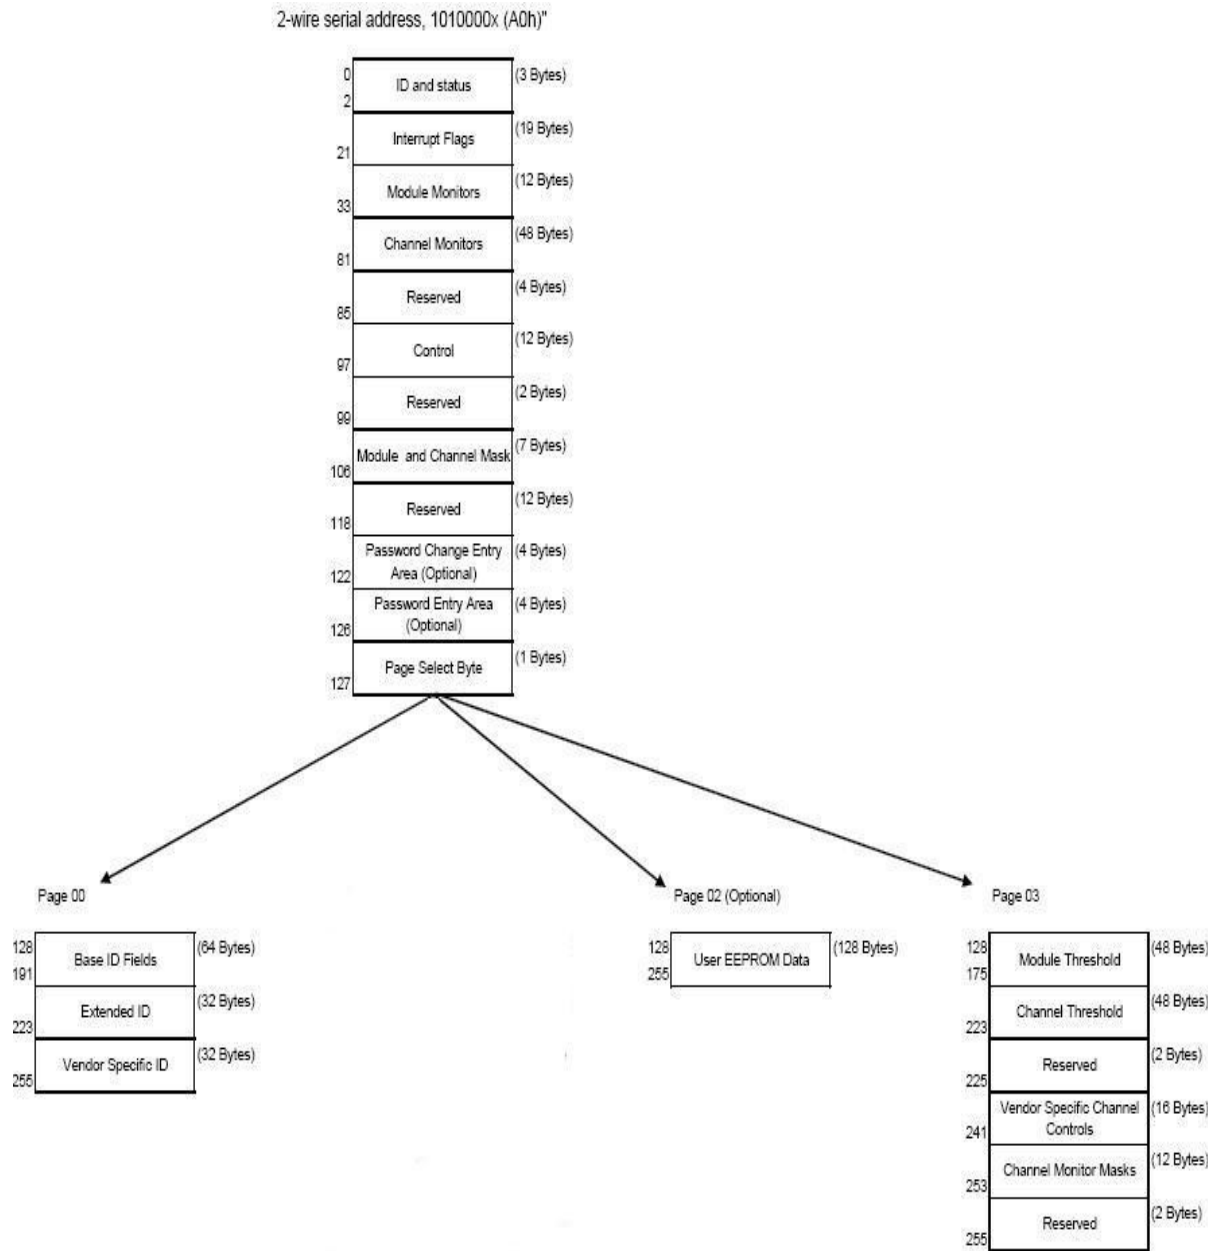 2-wire serial address, 1010000x (A0h)"
0
ID and status
(3 Bytes)
2
Interrupt Flags
(19 Bytes)
21
Module Monitors
(12 Bytes)
33
Channel Monitors
(48 Bytes)
81
Reserved
(4 Bytes)
85
Control
(12 Bytes)
97
Reserved
(2 Bytes)
99
Module and Channel Mask
(7 Bytes)
106
Reserved
(12 Bytes)
118
Password Change Entry
Area (Optional)
(4 Bytes)
122
Password Entry Area
(Optional)
(4 Bytes)
126
Page Select Byte
(1 Bytes)
127
Page 00
128
Base ID Fields
(64 Bytes)
191
Extended ID
(32 Bytes)
223
Vendor Specific ID
(32 Bytes)
255
Page 02 (Optional)
128
User EEPROM Data
(128 Bytes)
255
Page 03
128
Module Threshold
(48 Bytes)
175
Channel Threshold
(48 Bytes)
223
Reserved
(2 Bytes)
225
Vendor Specific Channel
Controls
(16 Bytes)
241
Channel Monitor Masks
(12 Bytes)
253
Reserved
(2 Bytes)
255